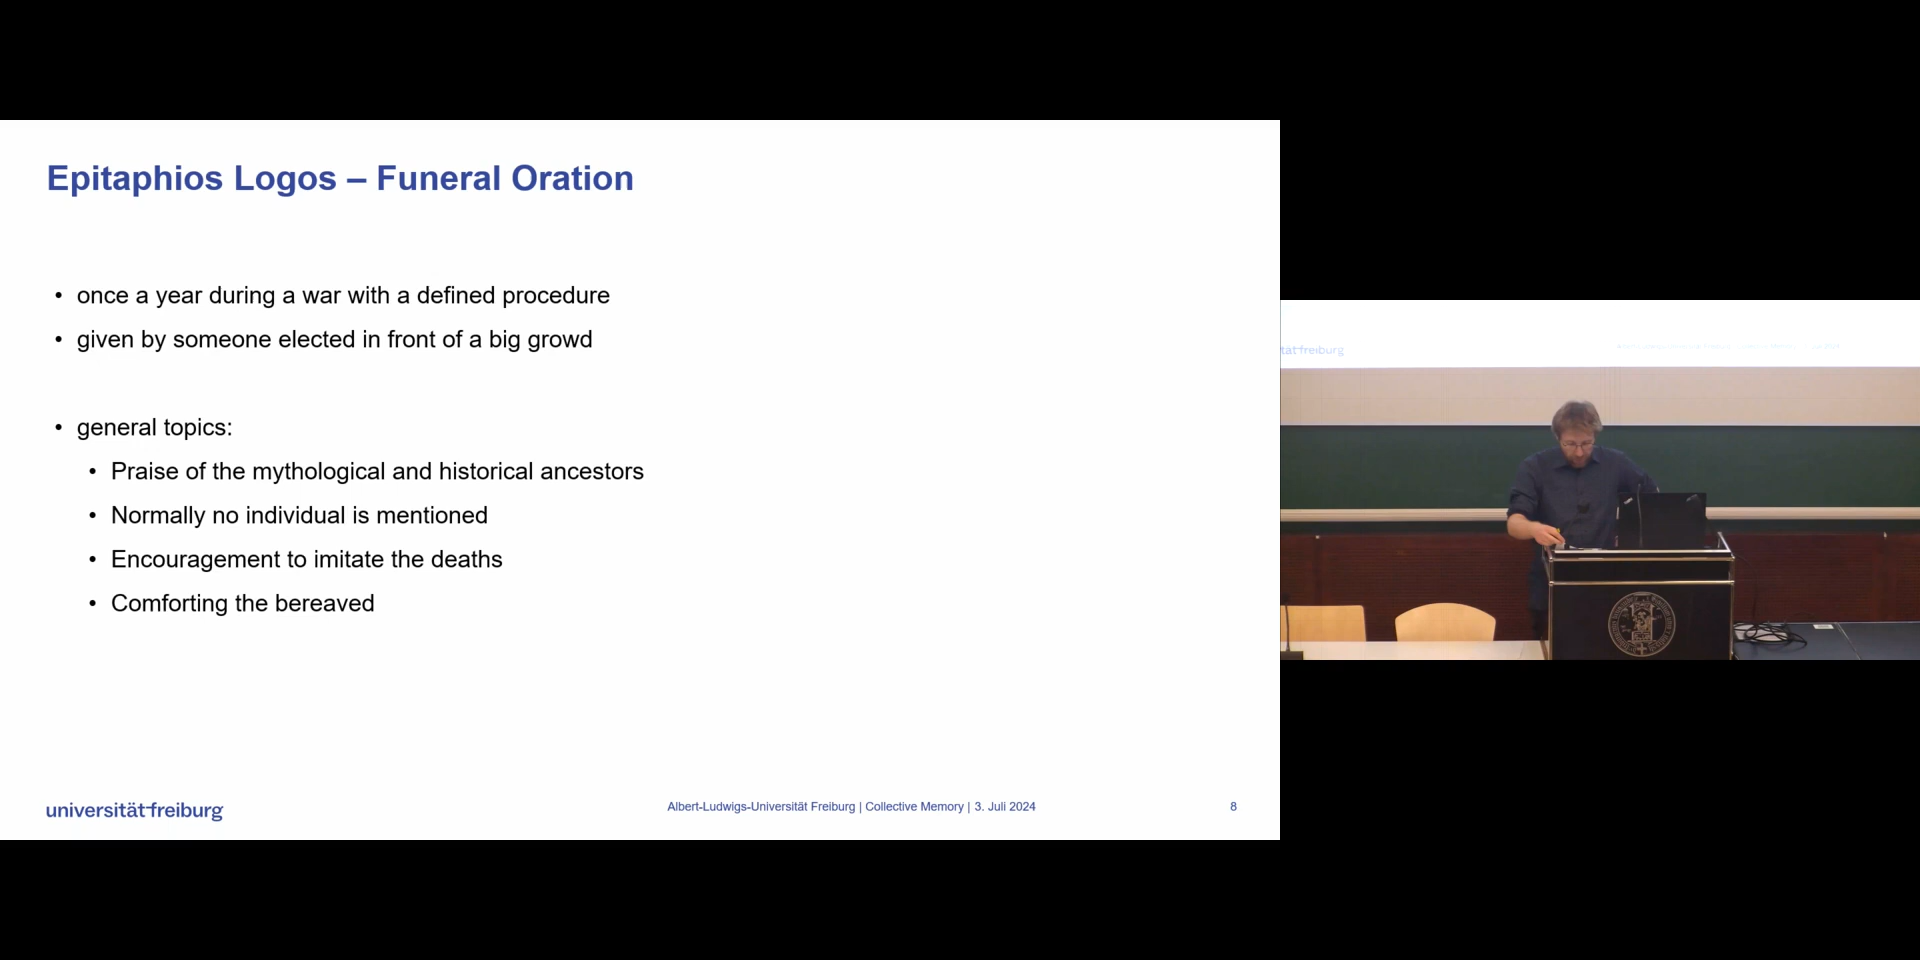 Epitaphios Logos – Funeral Oration
• once a year during a war with a defined procedure
• given by someone elected in front of a big growd
• general topics:
• Praise of the mythological and historical ancestors
• Normally no individual is mentioned
• Encouragement to imitate the deaths
• Comforting the bereaved
universität freiburg
Albert-Ludwigs-Universität Freiburg | Collective Memory | 3. Juli 2024
8
tät freiburg